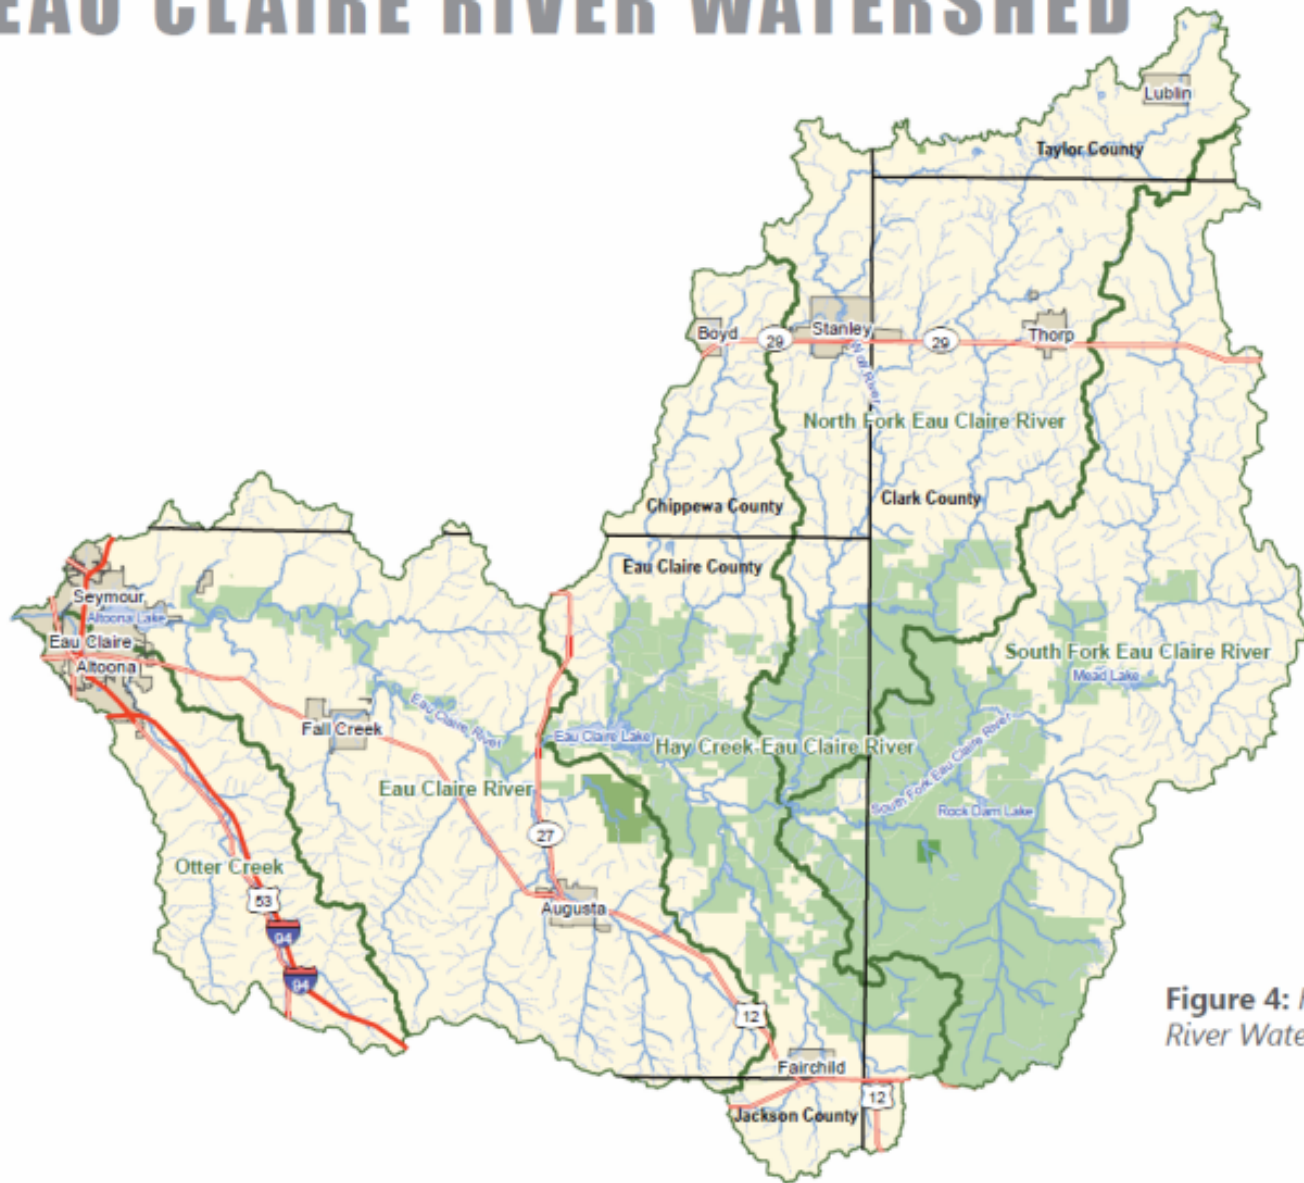 EAU CLAIRE RIVER WATERSHED
Lublin
Taylor County
Boyd
29
Stanley
29
Thorp
Wolf River
North Fork Eau Claire River
Chippewa County
Clark County
Eau Claire County
Seymour
Altoona Lake
Eau Claire
Altoona
South Fork Eau Claire River
Mead Lake
Fall Creek
Eau Claire River
Eau Claire Lake
Hay Creek-Eau Claire River
South Fork Eau Claire River
Eau Claire River
Rock Dam Lake
27
Otter Creek
53
Augusta
94
94
12
Figure 4:
River Wate
Fairchild
12
Jackson County